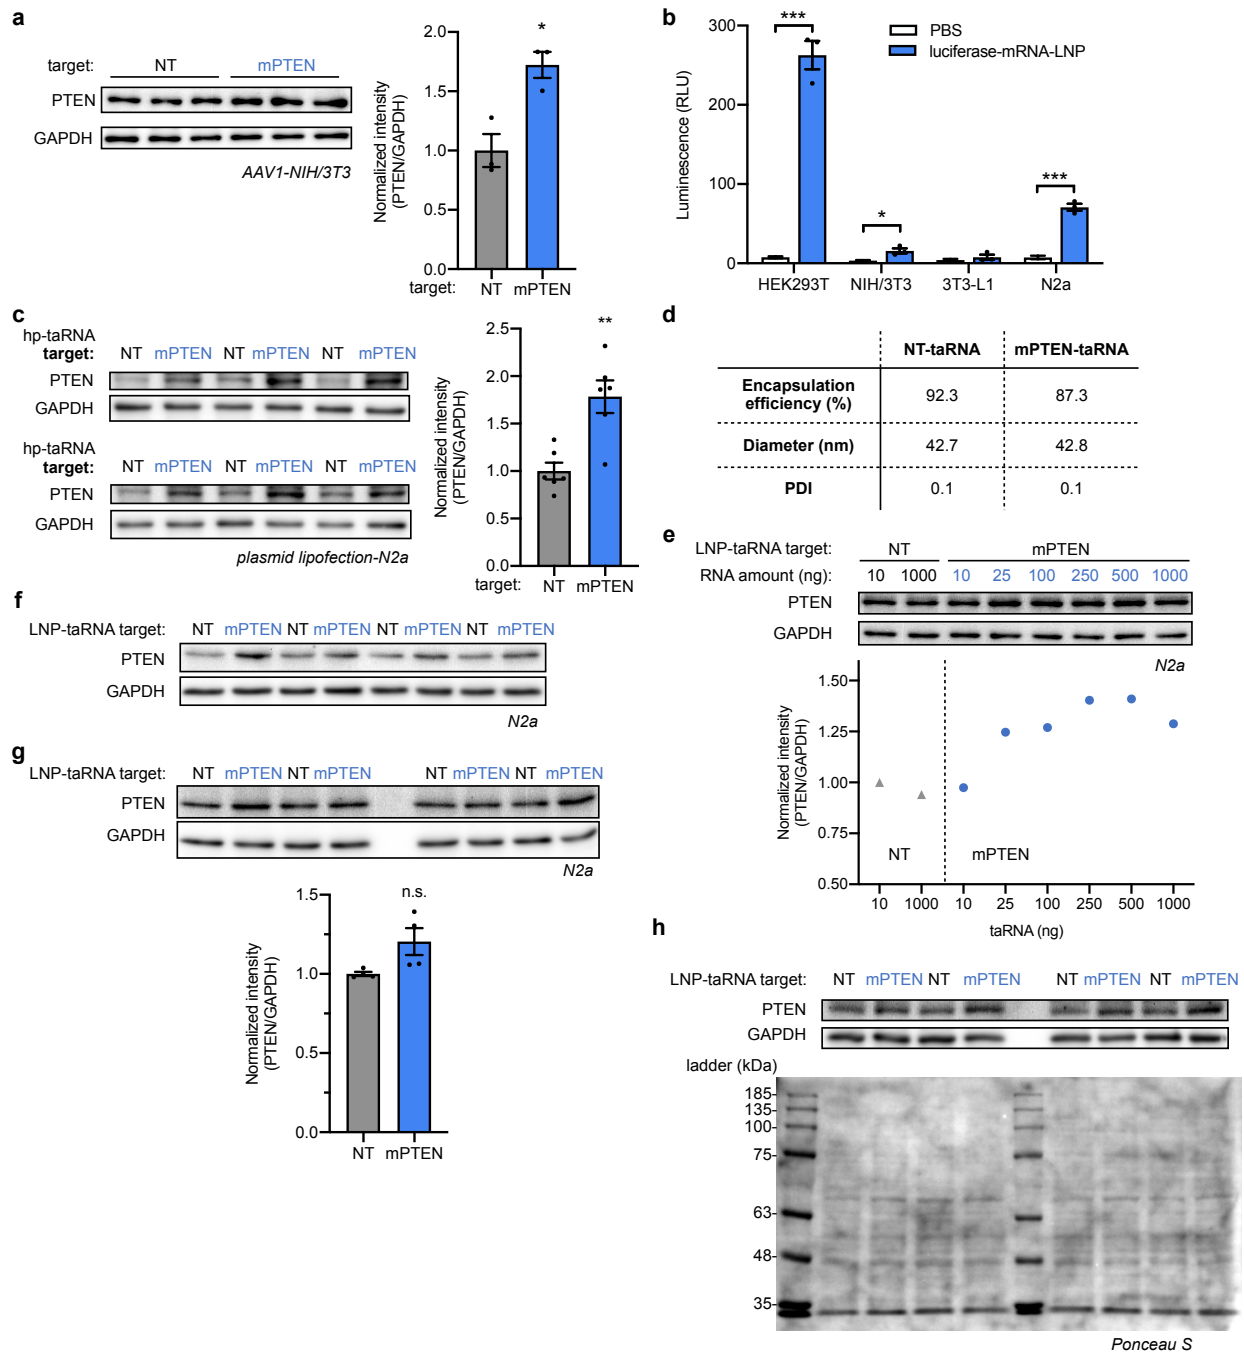 a
target: NT mPTEN
PTEN
GAPDH
AAV1-NIH/3T3
Normalized intensity
(PTEN/GAPDH)
2.0
1.5
1.0
0.5
0.0
*
target: NT mPTEN
b
Luminescence (RLU)
300
200
100
0
***
*
***
PBS
luciferase-mRNA-LNP
HEK293T NIH/3T3 3T3-L1 N2a
c
hp-taRNA
target: NT mPTEN NT mPTEN NT mPTEN
PTEN
GAPDH
hp-taRNA
target: NT mPTEN NT mPTEN NT mPTEN
PTEN
GAPDH
plasmid lipofection-N2a
Normalized intensity
(PTEN/GAPDH)
2.5
2.0
1.5
1.0
0.5
0.0
**
target: NT mPTEN
d
NT-taRNA mPTEN-taRNA
Encapsulation
efficiency (%) 92.3 87.3
Diameter (nm) 42.7 42.8
PDI 0.1 0.1
e
LNP-taRNA target: NT mPTEN
RNA amount (ng): 10 1000 10 25 100 250 500 1000
PTEN
GAPDH
N2a
Normalized intensity
(PTEN/GAPDH)
1.50
1.25
1.00
0.75
0.50
NT mPTEN
10 1000 10 25 100 250 500 1000
taRNA (ng)
f
LNP-taRNA target: NT mPTEN NT mPTEN NT mPTEN NT mPTEN
PTEN
GAPDH
N2a
g
LNP-taRNA target: NT mPTEN NT mPTEN NT mPTEN NT mPTEN
PTEN
GAPDH
N2a
Normalized intensity
(PTEN/GAPDH)
1.5
1.0
0.5
0.0
n.s.
NT mPTEN
h
LNP-taRNA target: NT mPTEN NT mPTEN NT mPTEN NT mPTEN
PTEN
GAPDH
ladder (kDa)
185-
135-
100-
75-
63-
48-
35-
Ponceau S